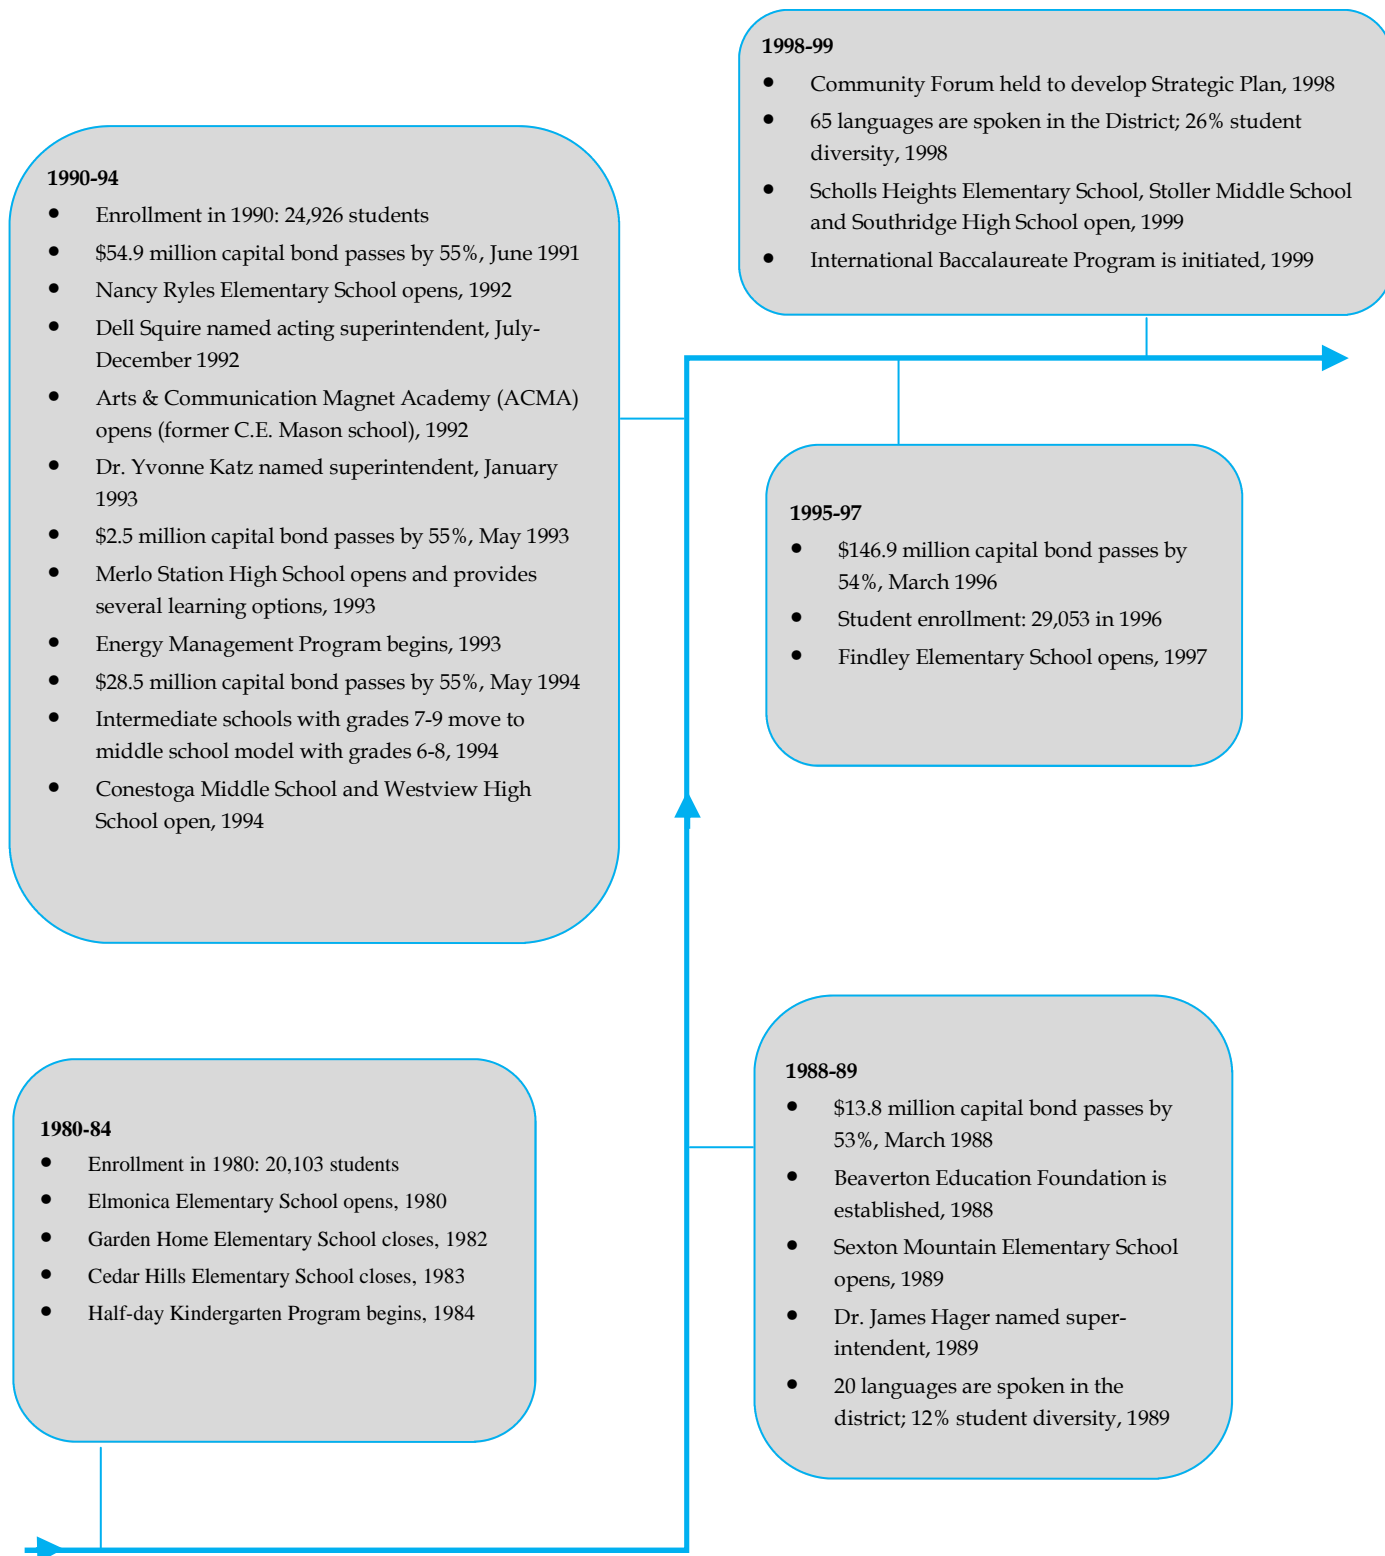 1998-99
• Community Forum held to develop Strategic Plan, 1998
• 65 languages are spoken in the District; 26% student
diversity, 1998
• Scholls Heights Elementary School, Stoller Middle School
and Southridge High School open, 1999
• International Baccalaureate Program is initiated, 1999
1990-94
• Enrollment in 1990: 24,926 students
• $54.9 million capital bond passes by 55%, June 1991
• Nancy Ryles Elementary School opens, 1992
• Dell Squire named acting superintendent, July-
December 1992
• Arts & Communication Magnet Academy (ACMA)
opens (former C.E. Mason school), 1992
• Dr. Yvonne Katz named superintendent, January
1993
• $2.5 million capital bond passes by 55%, May 1993
• Merlo Station High School opens and provides
several learning options, 1993
• Energy Management Program begins, 1993
• $28.5 million capital bond passes by 55%, May 1994
• Intermediate schools with grades 7-9 move to
middle school model with grades 6-8, 1994
• Conestoga Middle School and Westview High
School open, 1994
1995-97
• $146.9 million capital bond passes by
54%, March 1996
• Student enrollment: 29,053 in 1996
• Findley Elementary School opens, 1997
1988-89
• $13.8 million capital bond passes by
53%, March 1988
• Beaverton Education Foundation is
established, 1988
• Sexton Mountain Elementary School
opens, 1989
• Dr. James Hager named super-
intendent, 1989
• 20 languages are spoken in the
district; 12% student diversity, 1989
1980-84
• Enrollment in 1980: 20,103 students
• Elmonica Elementary School opens, 1980
• Garden Home Elementary School closes, 1982
• Cedar Hills Elementary School closes, 1983
• Half-day Kindergarten Program begins, 1984